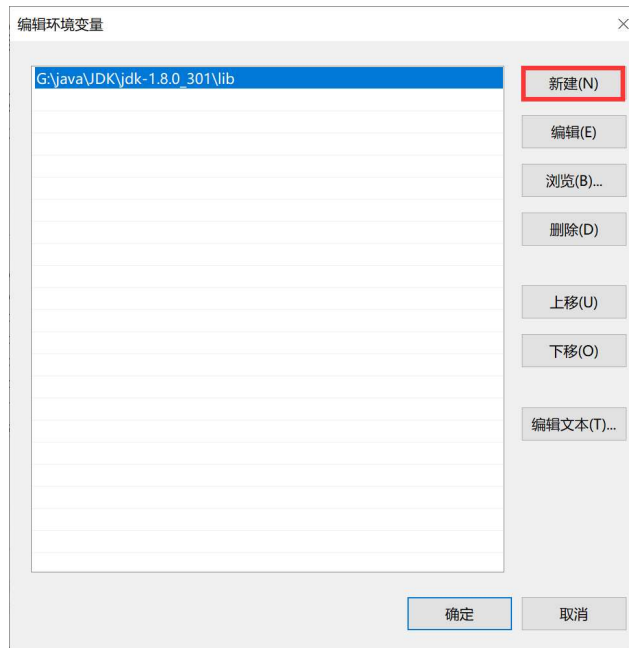 编辑环境变量
G:\java\JDK\jdk-1.8.0_301\lib
新建(N)
编辑(E)
浏览(B)...
删除(D)
上移(U)
下移(O)
编辑文本(T)...
确定
取消